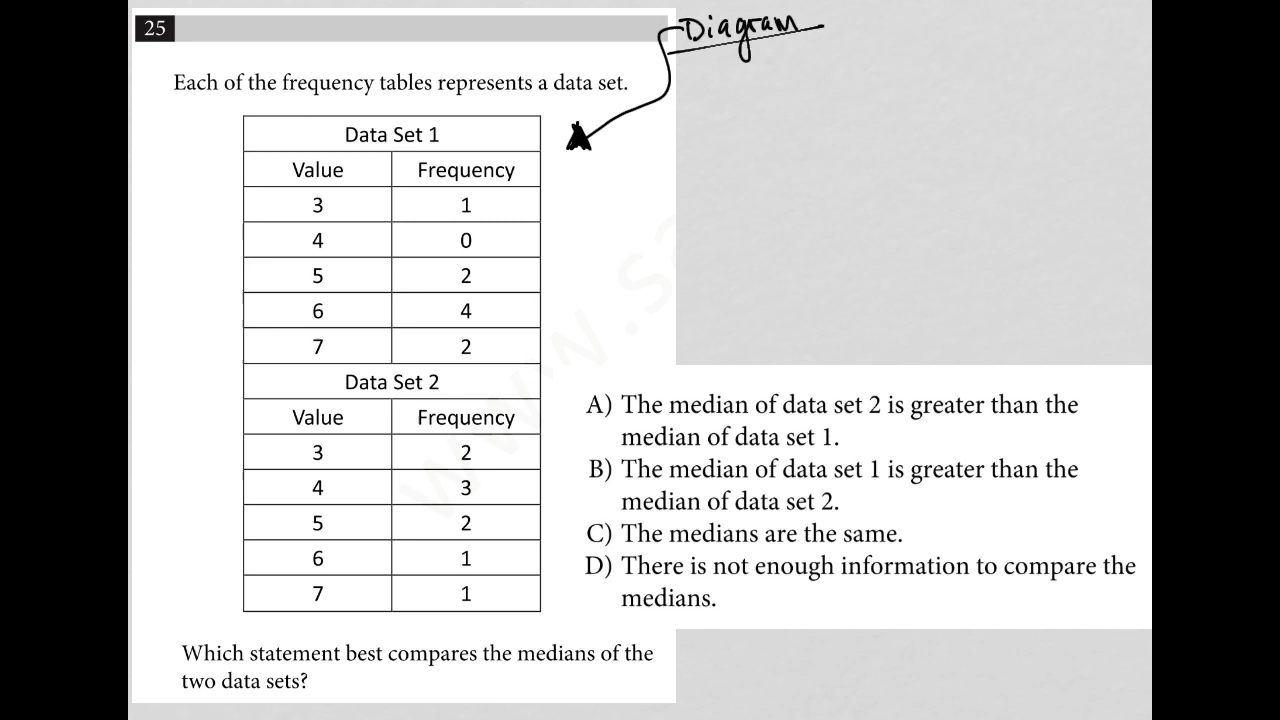 25
Diagram
Each of the frequency tables represents a data set.
Data Set 1
Value Frequency
3 1
4 0
5 2
6 4
7 2
Data Set 2
Value Frequency
3 2
4 3
5 2
6 1
7 1
Which statement best compares the medians of the
two data sets?
A) The median of data set 2 is greater than the
median of data set 1.
B) The median of data set 1 is greater than the
median of data set 2.
C) The medians are the same.
D) There is not enough information to compare the
medians.
www.sa